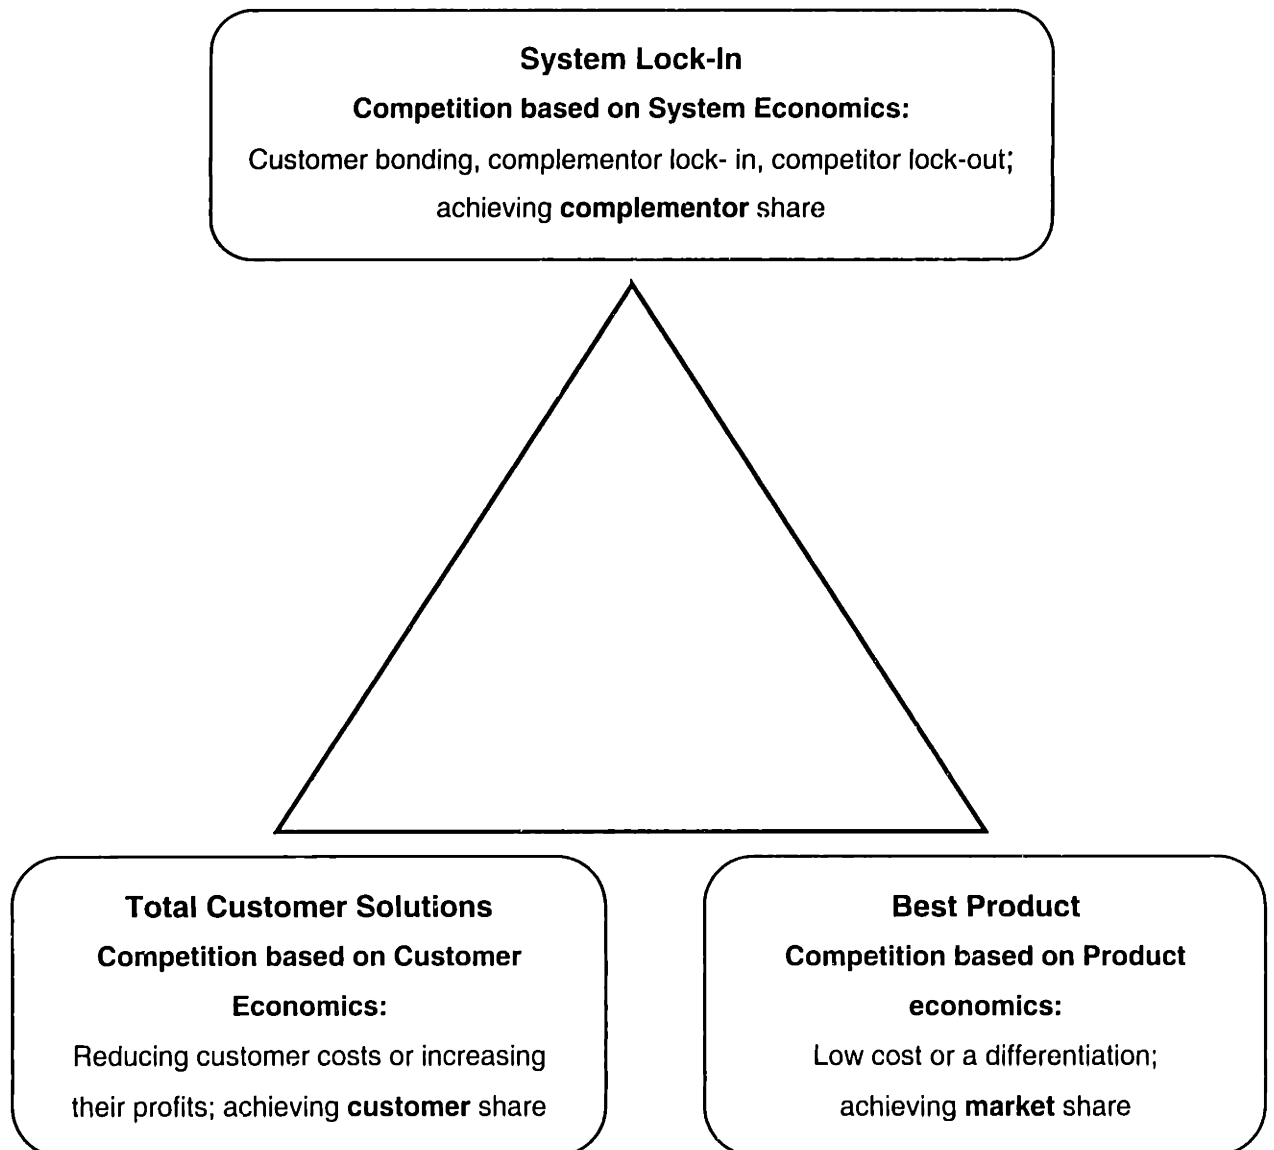 System Lock-In
Competition based on System Economics:
Customer bonding, complementor lock- in, competitor lock-out;
achieving complementor share
Total Customer Solutions
Competition based on Customer
Economics:
Reducing customer costs or increasing
their profits; achieving customer share
Best Product
Competition based on Product
economics:
Low cost or a differentiation;
achieving market share